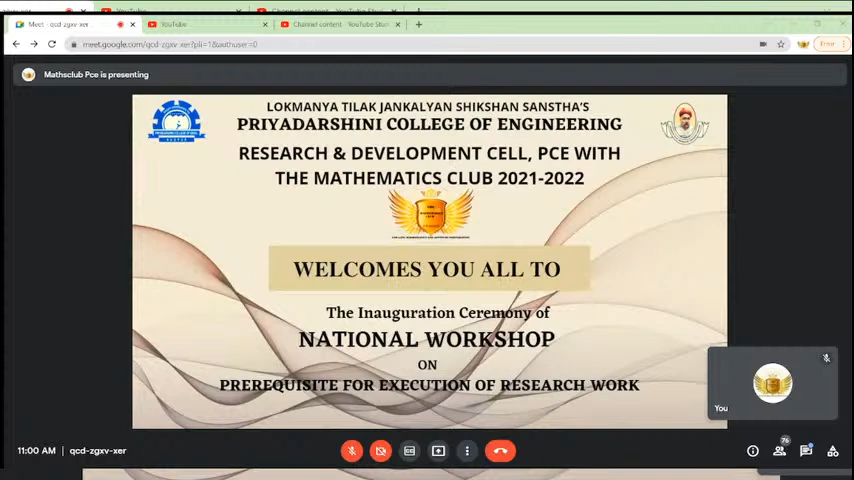 Meet - qcd-zgxv-xer
YouTube
Channel content - YouTube Stud
meet.google.com/qcd-zgxv-xer?pli=1&authuser=0
Error
Mathsclub Pce is presenting
LOKMANYA TILAK JANKALYAN SHIKSHAN SANSTHA'S
PRIYADARSHINI COLLEGE OF ENGINEERING
RESEARCH & DEVELOPMENT CELL, PCE WITH
THE MATHEMATICS CLUB 2021-2022
WELCOMES YOU ALL TO
The Inauguration Ceremony of
NATIONAL WORKSHOP
ON
PREREQUISITE FOR EXECUTION OF RESEARCH WORK
You
11:00 AM | qcd-zgxv-xer
76